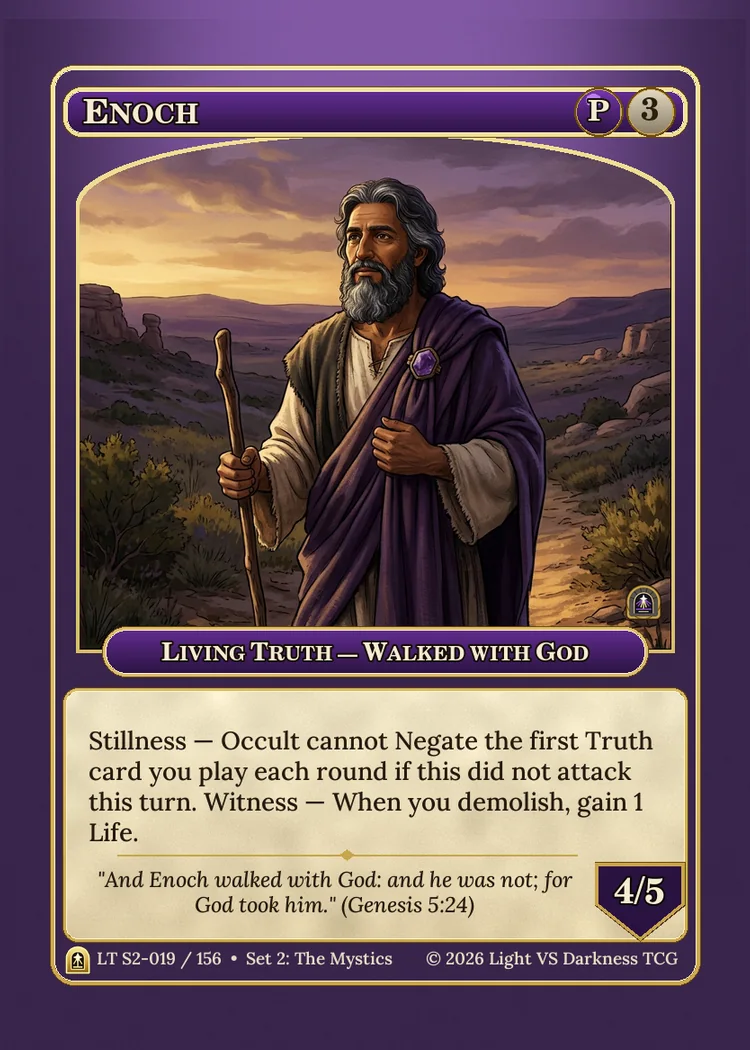 Enoch P 3
Living Truth — Walked with God
Stillness — Occult cannot Negate the first Truth
card you play each round if this did not attack
this turn. Witness — When you demolish, gain 1
Life.
"And Enoch walked with God: and he was not; for
God took him." (Genesis 5:24)
4/5
LT S2-019 / 156 • Set 2: The Mystics © 2026 Light VS Darkness TCG